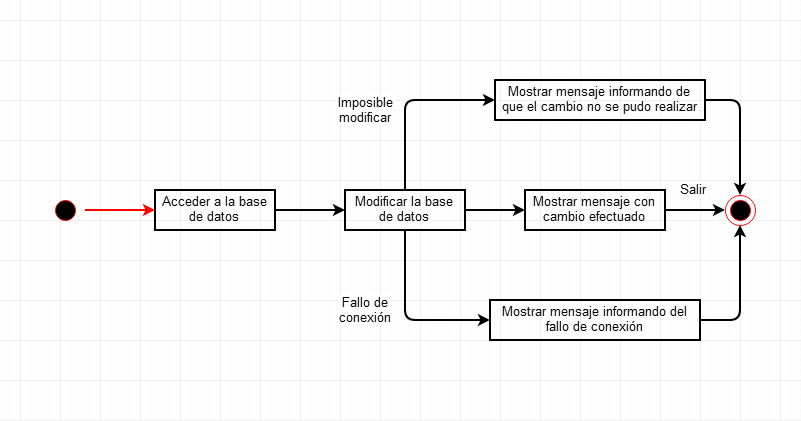 Mostrar mensaje informando de
que el cambio no se pudo realizar
Imposible
modificar
Acceder a la base
de datos
Modificar la base
de datos
Mostrar mensaje con
cambio efectuado
Salir
Fallo de
conexión
Mostrar mensaje informando del
fallo de conexión